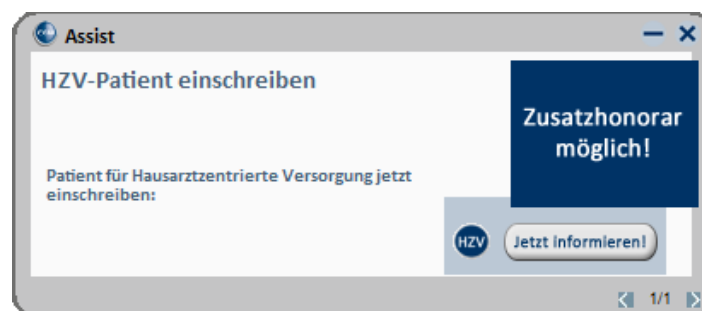 Assist
HZV-Patient einschreiben
Zusatzhonorar
möglich!
Patient für Hausarztzentrierte Versorgung jetzt
einschreiben:
HZV
Jetzt informieren!
1/1